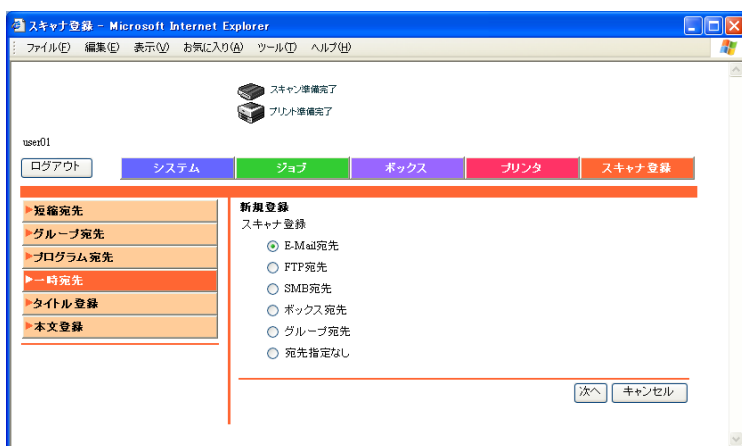 スキャナ登録 - Microsoft Internet Explorer
ファイル(F) 編集(E) 表示(V) お気に入り(A) ツール(T) ヘルプ(H)
スキャン準備完了
プリント準備完了
user01
ログアウト システム ジョブ ボックス プリンタ スキャナ登録
短縮宛先
グループ宛先
プログラム宛先
一時宛先
タイトル登録
本文登録
新規登録
スキャナ登録
E-Mail宛先
FTP宛先
SMB宛先
ボックス宛先
グループ宛先
宛先指定なし
次へ キャンセル